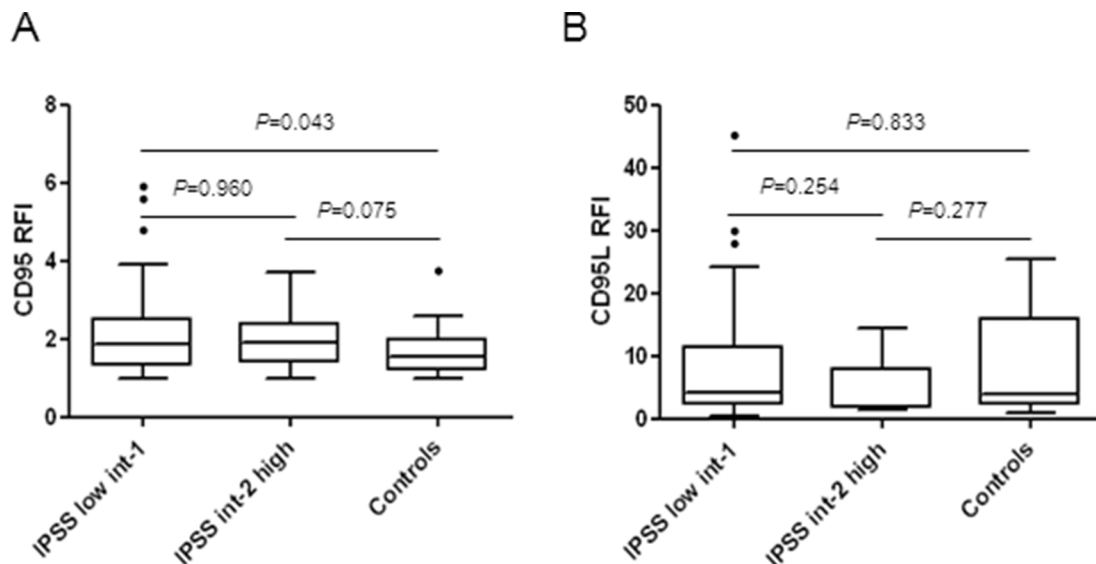 A
CD95 RFI
8
6
4
2
0
P=0.043
P=0.960
P=0.075
IPSS low int-1
IPSS int-2 high
Controls
B
CD95L RFI
50
40
30
20
10
0
P=0.833
P=0.254
P=0.277
IPSS low int-1
IPSS int-2 high
Controls